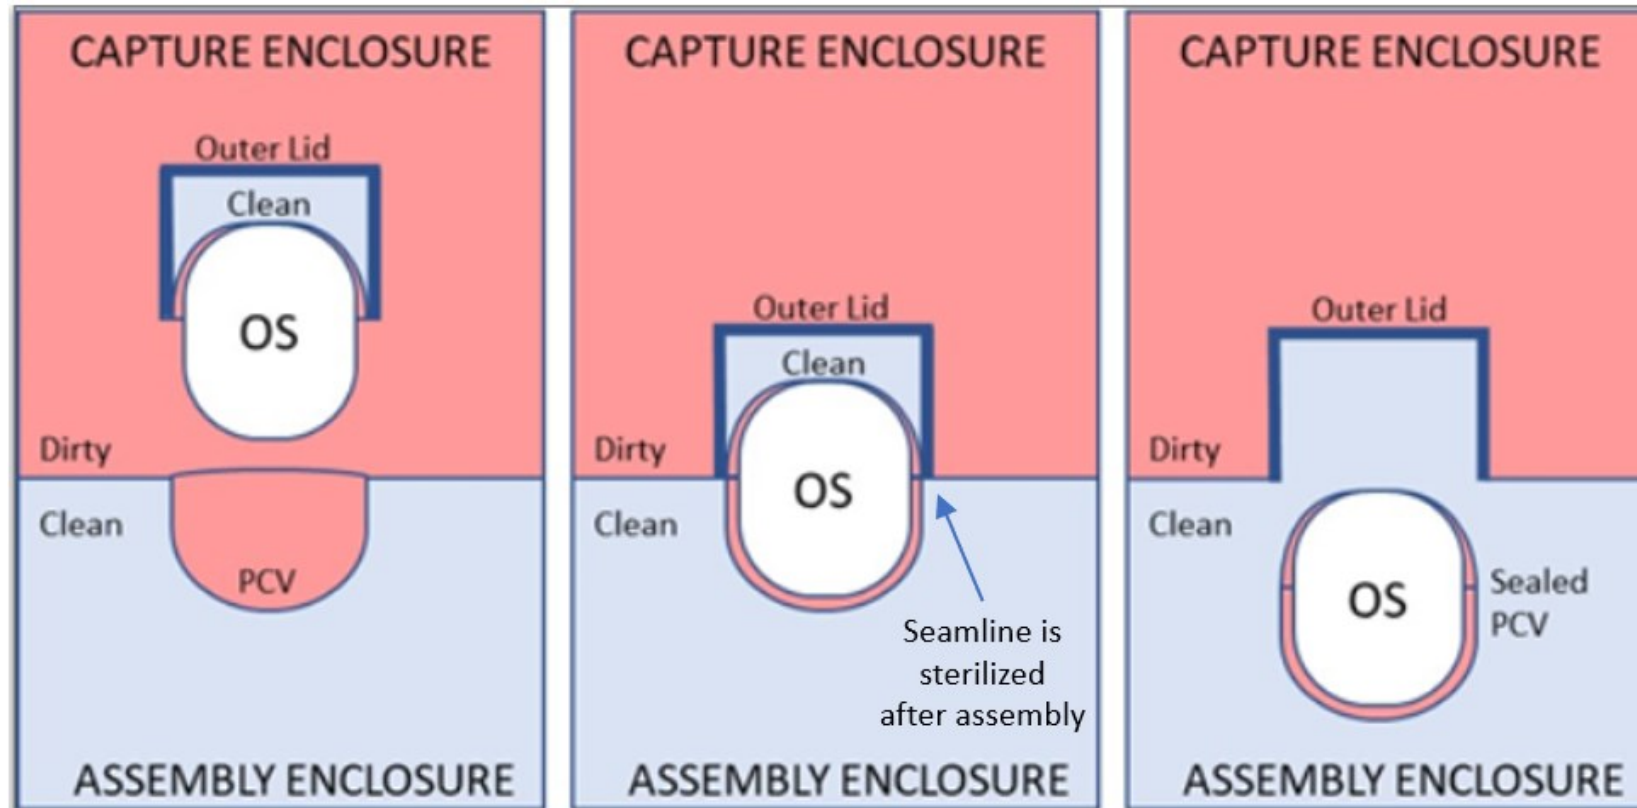 CAPTURE ENCLOSURE
Outer Lid
Clean
OS
Dirty
Clean
PCV
ASSEMBLY ENCLOSURE
CAPTURE ENCLOSURE
Outer Lid
Clean
Dirty
OS
Clean
Seamline is
sterilized
after assembly
ASSEMBLY ENCLOSURE
CAPTURE ENCLOSURE
Outer Lid
Dirty
Clean
OS
Sealed
PCV
ASSEMBLY ENCLOSURE